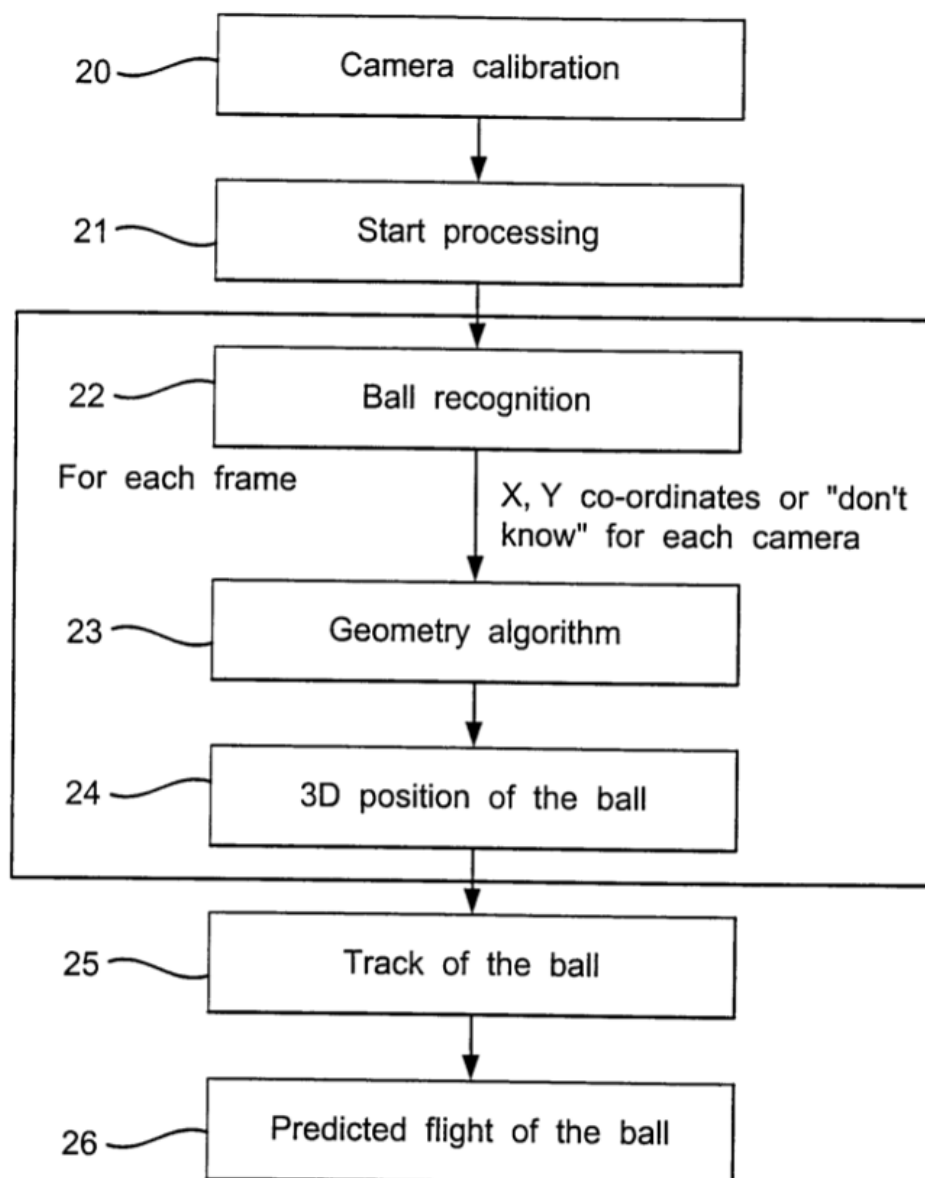 20
Camera calibration
21
Start processing
22
Ball recognition
For each frame
X, Y co-ordinates or "don't
know" for each camera
23
Geometry algorithm
24
3D position of the ball
25
Track of the ball
26
Predicted flight of the ball